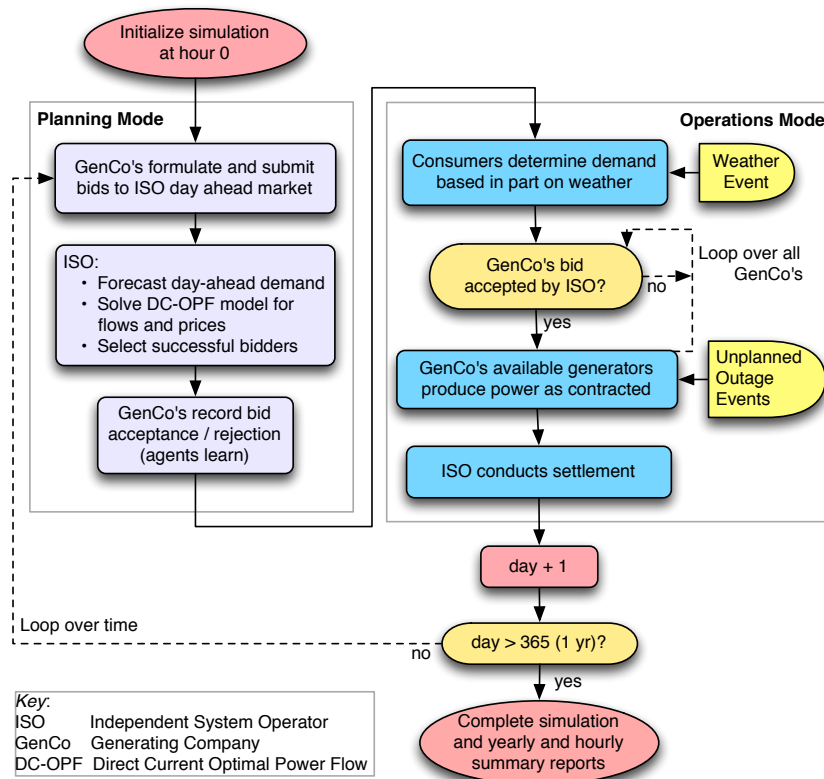 Initialize simulation
at hour 0
Planning Mode
GenCo's formulate and submit
bids to ISO day ahead market
ISO:
• Forecast day-ahead demand
• Solve DC-OPF model for
flows and prices
• Select successful bidders
GenCo's record bid
acceptance / rejection
(agents learn)
Operations Mode
Consumers determine demand
based in part on weather
Weather
Event
GenCo's bid
accepted by ISO?
no
Loop over all
GenCo's
yes
GenCo's available generators
produce power as contracted
Unplanned
Outage
Events
ISO conducts settlement
day + 1
day > 365 (1 yr)?
no
Loop over time
yes
Complete simulation
and yearly and hourly
summary reports
Key:
ISO Independent System Operator
GenCo Generating Company
DC-OPF Direct Current Optimal Power Flow